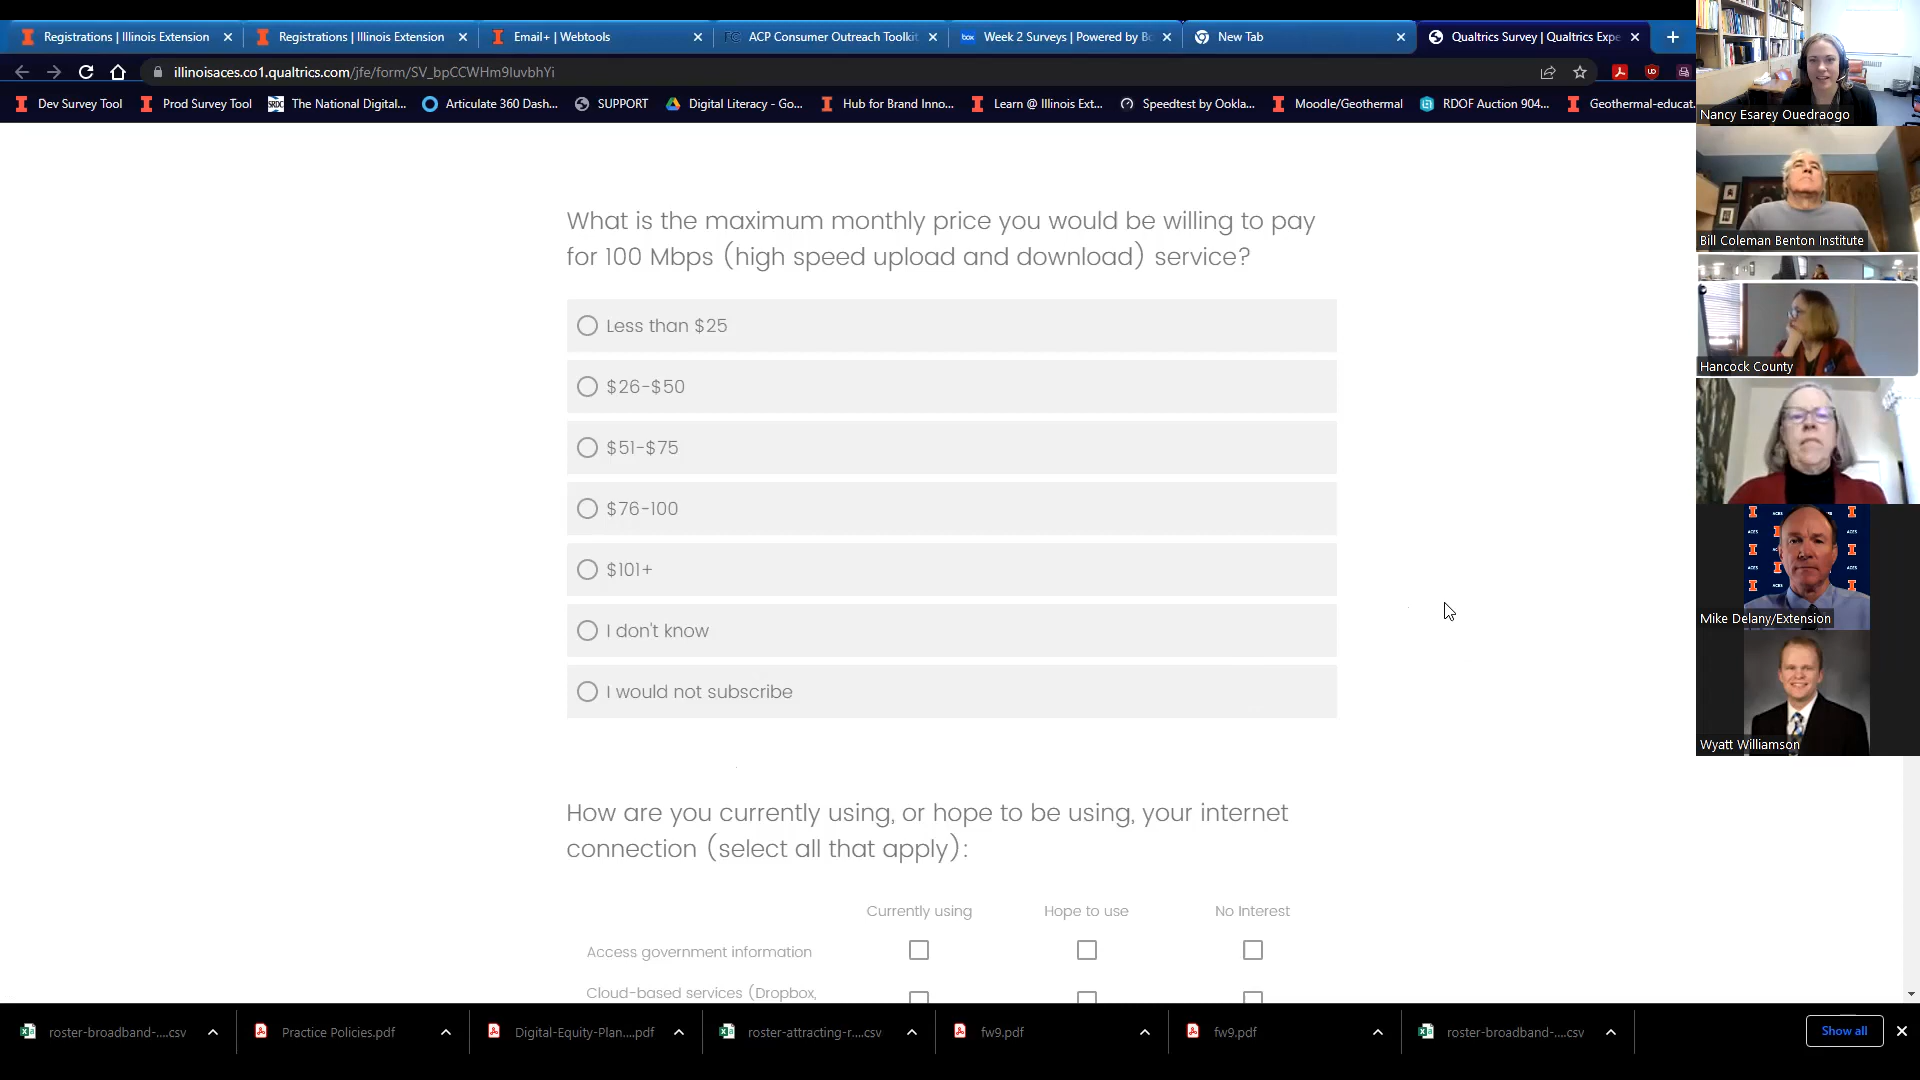 Registrations | Illinois Extension
Registrations | Illinois Extension
Email+ | Webtools
ACP Consumer Outreach Toolkit
Week 2 Surveys | Powered by Bo
New Tab
Qualtrics Survey | Qualtrics Expe
illinoisaces.co1.qualtrics.com/jfe/form/SV_bpCCWHm9IuvbhYi
Dev Survey Tool
Prod Survey Tool
The National Digital...
Articulate 360 Dash...
SUPPORT
Digital Literacy - Go...
Hub for Brand Inno...
Learn @ Illinois Ext...
Speedtest by Ookla...
Moodle/Geothermal
RDOF Auction 904...
Geothermal-educat.
What is the maximum monthly price you would be willing to pay
for 100 Mbps (high speed upload and download) service?
Less than $25
$26-$50
$51-$75
$76-100
$101+
I don't know
I would not subscribe
How are you currently using, or hope to be using, your internet
connection (select all that apply):
Currently using
Hope to use
No Interest
Access government information
Cloud-based services (Dropbox,
Nancy Esarey Ouedraogo
Bill Coleman Benton Institute
Hancock County
Mike Delany/Extension
Wyatt Williamson
roster-broadband-....csv
Practice Policies.pdf
Digital-Equity-Plan....pdf
roster-attracting-r....csv
fw9.pdf
fw9.pdf
roster-broadband-....csv
Show all